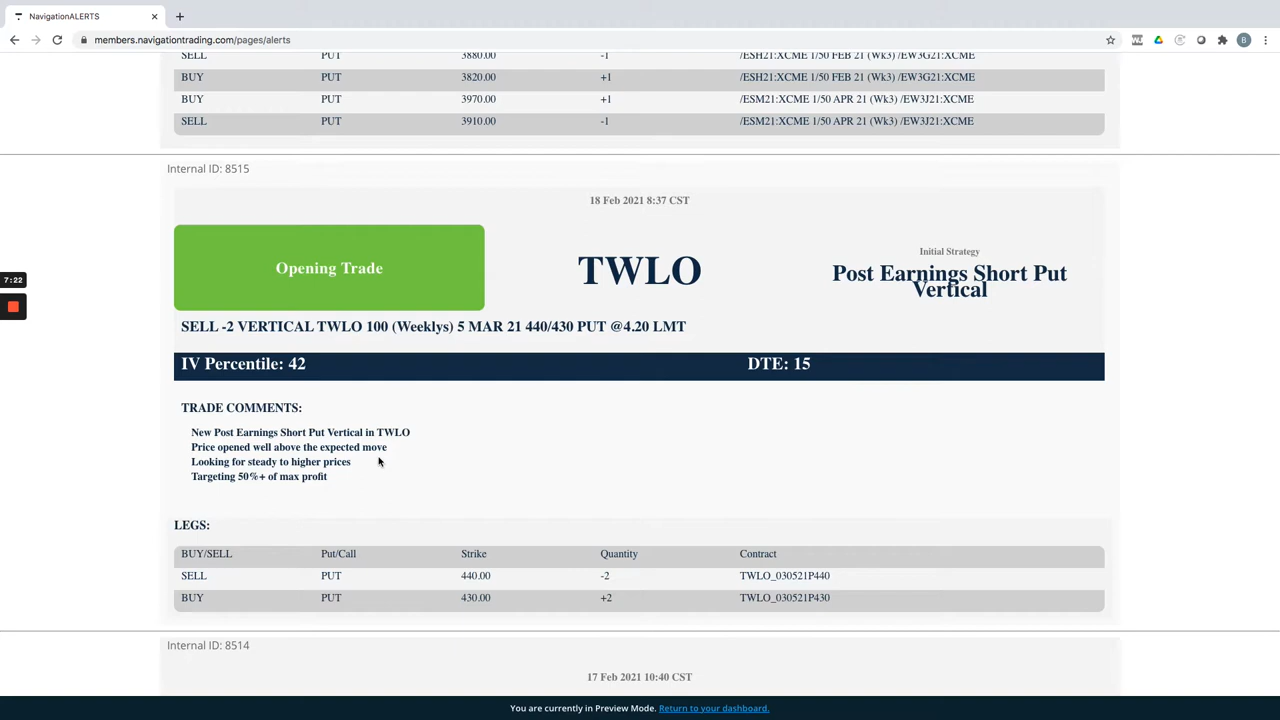 NavigationALERTS
members.navigationtrading.com/pages/alerts
SELL PUT 3880.00 -1 /ESH21:XCME 1/50 FEB 21 (Wk3) /EW3G21:XCME
BUY PUT 3820.00 +1 /ESH21:XCME 1/50 FEB 21 (Wk3) /EW3G21:XCME
BUY PUT 3970.00 +1 /ESM21:XCME 1/50 APR 21 (Wk3) /EW3J21:XCME
SELL PUT 3910.00 -1 /ESM21:XCME 1/50 APR 21 (Wk3) /EW3J21:XCME
Internal ID: 8515
18 Feb 2021 8:37 CST
Opening Trade
TWLO
Initial Strategy
Post Earnings Short Put
Vertical
7:22
SELL -2 VERTICAL TWLO 100 (Weeklys) 5 MAR 21 440/430 PUT @4.20 LMT
IV Percentile: 42 DTE: 15
TRADE COMMENTS:
New Post Earnings Short Put Vertical in TWLO
Price opened well above the expected move
Looking for steady to higher prices
Targeting 50%+ of max profit
LEGS:
BUY/SELL Put/Call Strike Quantity Contract
SELL PUT 440.00 -2 TWLO_030521P440
BUY PUT 430.00 +2 TWLO_030521P430
Internal ID: 8514
17 Feb 2021 10:40 CST
You are currently in Preview Mode. Return to your dashboard.